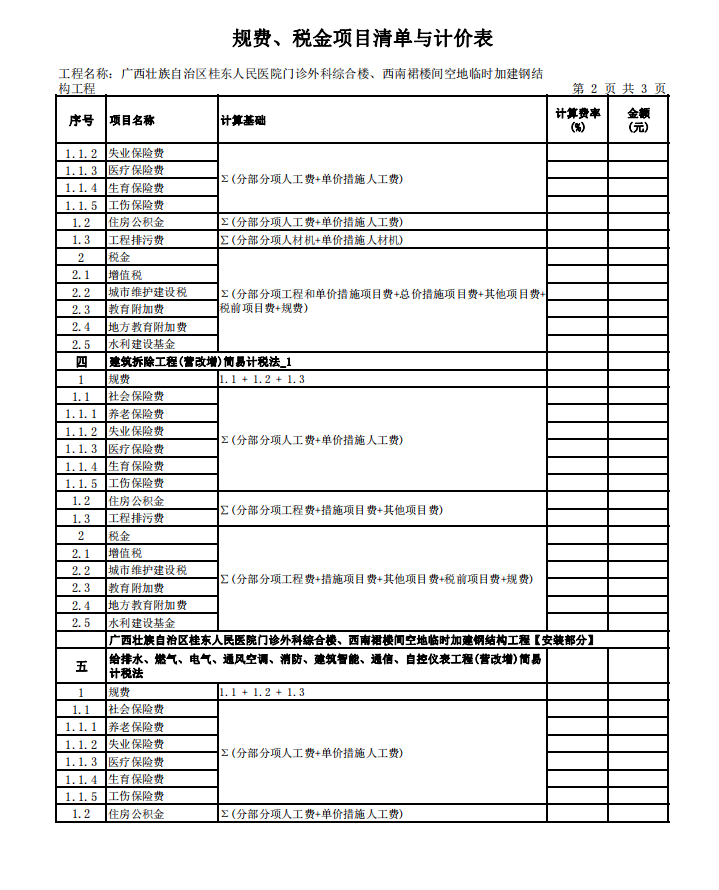 规费、税金项目清单与计价表
工程名称：广西壮族自治区桂东人民医院门诊外科综合楼、西南裙楼间空地临时加建钢结
构工程 第 2 页 共 3 页
序号 项目名称 计算基础 计算费率(%) 金额(元)
1.1.2 失业保险费
1.1.3 医疗保险费
Σ(分部分项人工费+单价措施人工费)
1.1.4 生育保险费
1.1.5 工伤保险费
1.2 住房公积金 Σ(分部分项人工费+单价措施人工费)
1.3 工程排污费 Σ(分部分项人材机+单价措施人材机)
2 税金
2.1 增值税
2.2 城市维护建设税 Σ(分部分项工程和单价措施项目费+总价措施项目费+其他项目费+
2.3 教育附加费 税前项目费+规费)
2.4 地方教育附加费
2.5 水利建设基金
四 建筑拆除工程(营改增)简易计税法_1
1 规费 1.1 + 1.2 + 1.3
1.1 社会保险费
1.1.1 养老保险费
1.1.2 失业保险费
Σ(分部分项人工费+单价措施人工费)
1.1.3 医疗保险费
1.1.4 生育保险费
1.1.5 工伤保险费
1.2 住房公积金
Σ(分部分项工程费+措施项目费+其他项目费)
1.3 工程排污费
2 税金
2.1 增值税
2.2 城市维护建设税
Σ(分部分项工程费+措施项目费+其他项目费+税前项目费+规费)
2.3 教育附加费
2.4 地方教育附加费
2.5 水利建设基金
广西壮族自治区桂东人民医院门诊外科综合楼、西南裙楼间空地临时加建钢结构工程【安装部分】
五 给排水、燃气、电气、通风空调、消防、建筑智能、通信、自控仪表工程(营改增)简易
计税法
1 规费 1.1 + 1.2 + 1.3
1.1 社会保险费
1.1.1 养老保险费
1.1.2 失业保险费
Σ(分部分项人工费+单价措施人工费)
1.1.3 医疗保险费
1.1.4 生育保险费
1.1.5 工伤保险费
1.2 住房公积金 Σ(分部分项人工费+单价措施人工费)